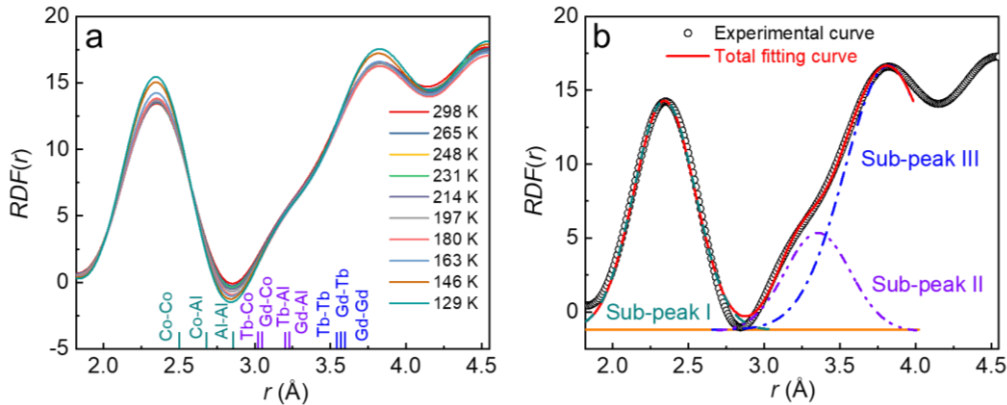 a
RDF(r)
20
15
10
5
0
-5
298 K
265 K
248 K
231 K
214 K
197 K
180 K
163 K
146 K
129 K
Co-Co
Co-Al
Al-Al
Tb-Co
Gd-Co
Tb-Al
Gd-Al
Tb-Tb
Gd-Tb
Gd-Gd
2.0 2.5 3.0 3.5 4.0 4.5
r (Å)
b
RDF(r)
20
15
10
5
0
Experimental curve
Total fitting curve
Sub-peak III
Sub-peak II
Sub-peak I
2.0 2.5 3.0 3.5 4.0 4.5
r (Å)